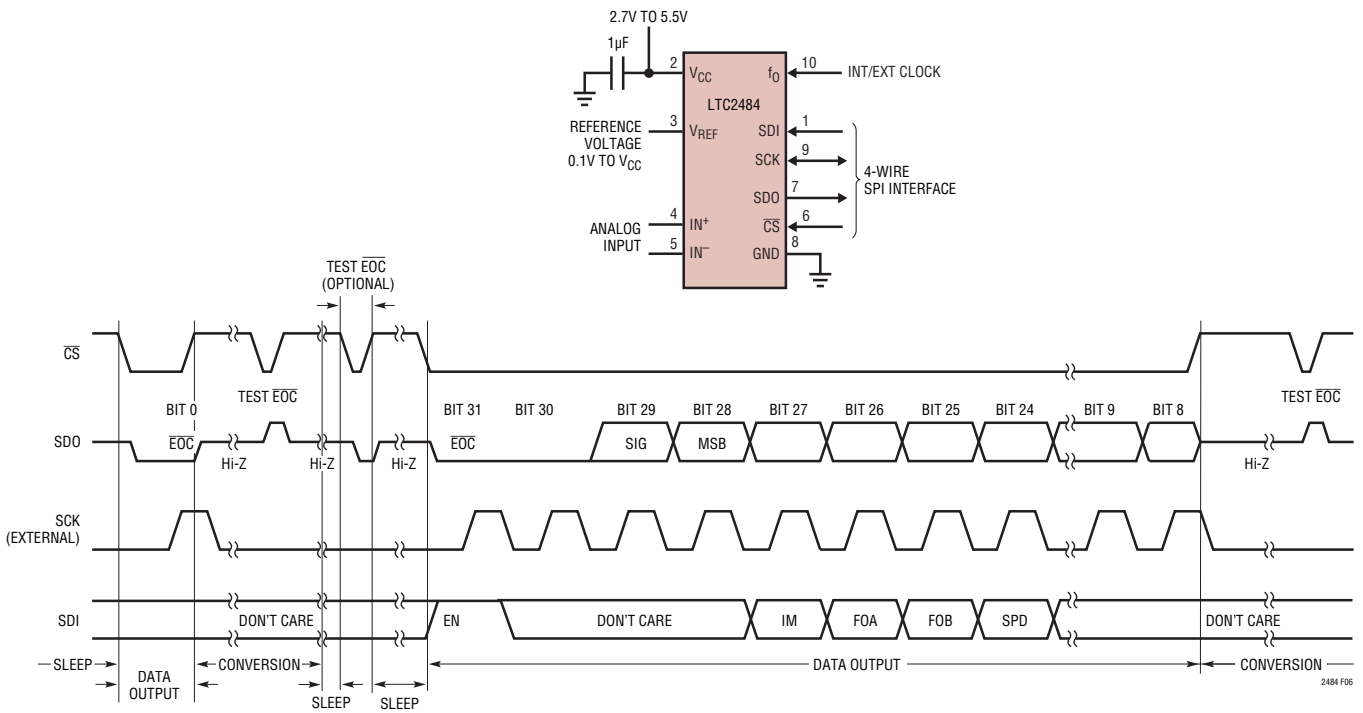 2.7V TO 5.5V
1µF
2
VCC
fO
10
INT/EXT CLOCK
LTC2484
REFERENCE
VOLTAGE
0.1V TO VCC
3
VREF
SDI
1
SCK
9
SDO
7
CS
6
4-WIRE
SPI INTERFACE
ANALOG
INPUT
4
IN+
5
IN−
GND
8
TEST EOC
(OPTIONAL)
CS
TEST EOC
TEST EOC
BIT 0
BIT 31
BIT 30
BIT 29
BIT 28
BIT 27
BIT 26
BIT 25
BIT 24
BIT 9
BIT 8
SDO
EOC
Hi-Z
Hi-Z
Hi-Z
EOC
SIG
MSB
Hi-Z
SCK
(EXTERNAL)
SDI
DON'T CARE
EN
DON'T CARE
IM
FOA
FOB
SPD
DON'T CARE
SLEEP
DATA
OUTPUT
CONVERSION
SLEEP
SLEEP
DATA OUTPUT
CONVERSION
2484 F06